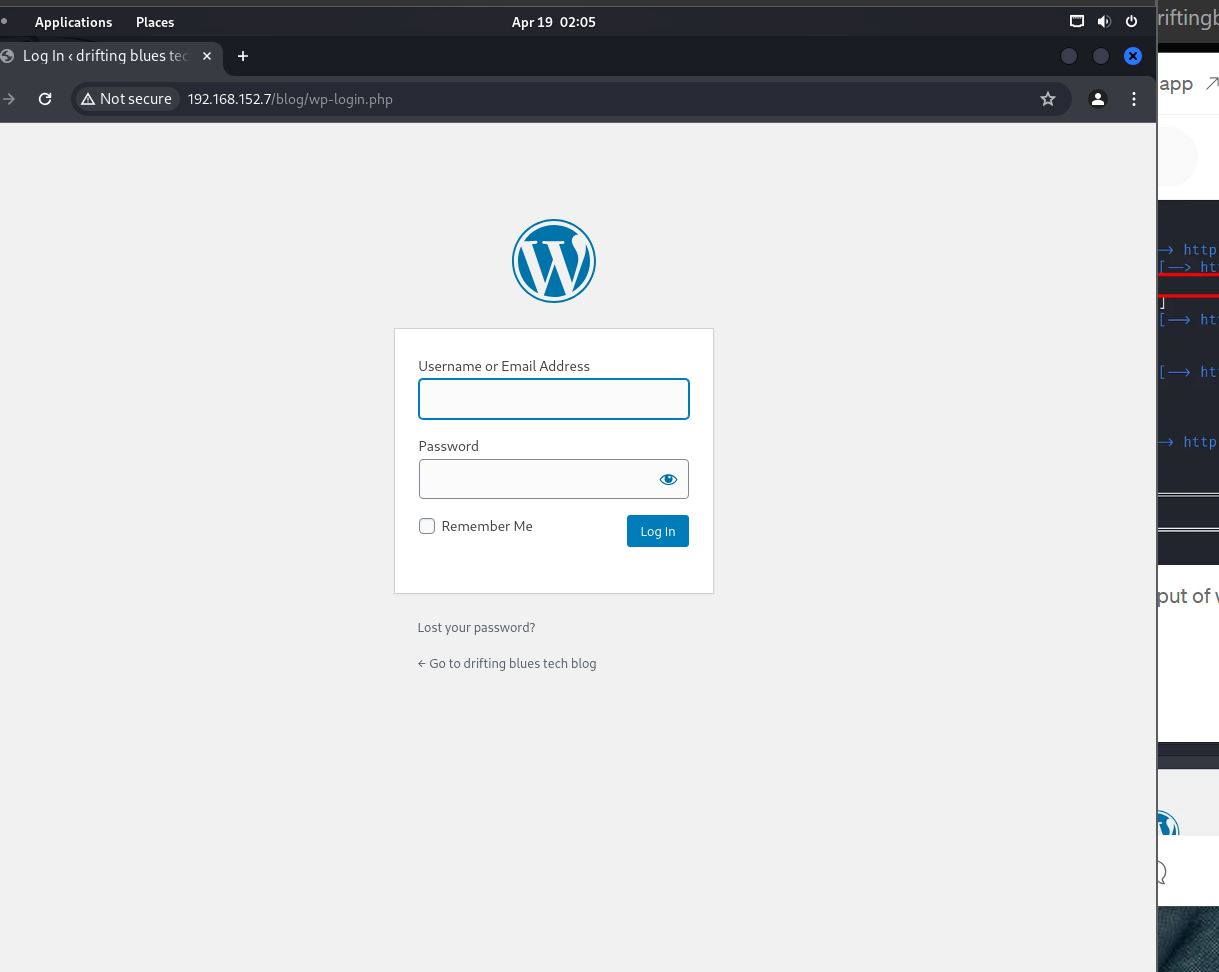 Applications Places Apr 19 02:05
riftingb
Log In ‹ drifting blues tec
app
Not secure 192.168.152.7/blog/wp-login.php
Username or Email Address
Password
Remember Me Log In
Lost your password?
← Go to drifting blues tech blog
→ http
[——> ht
]
[——> ht
[——> ht
→ http
put of